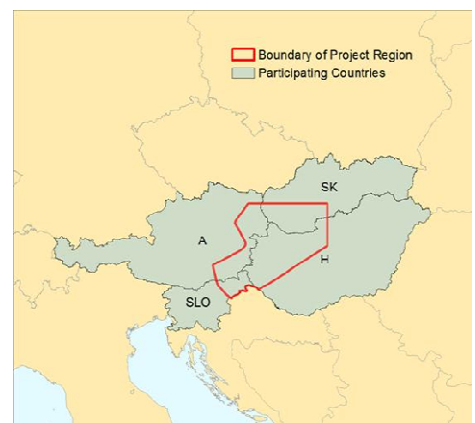 Boundary of Project Region
Participating Countries
SK
A
H
SLO